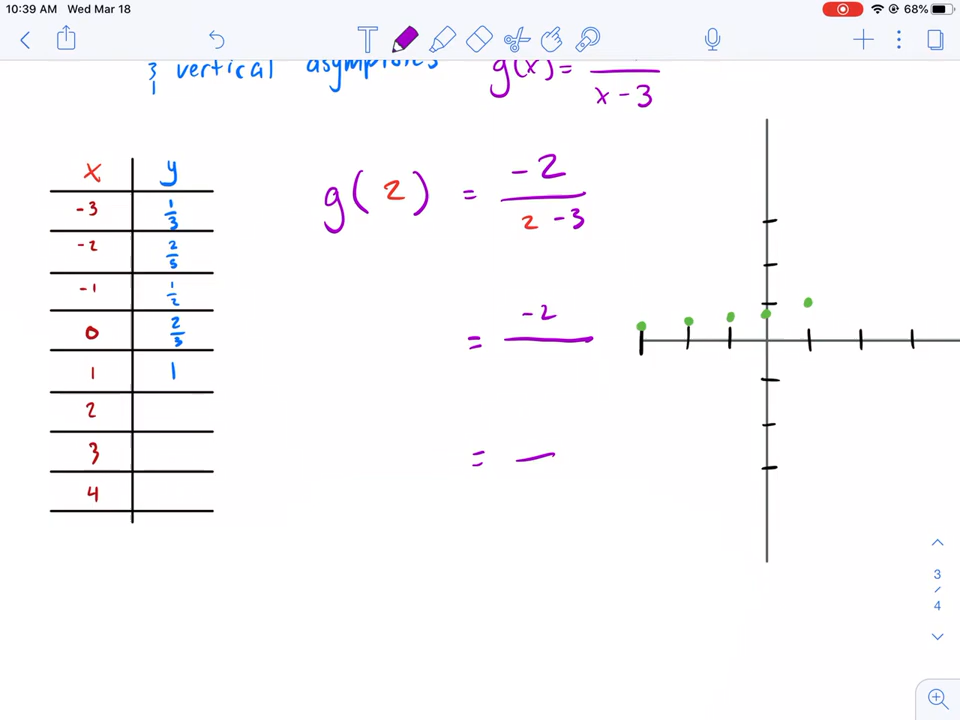 10:39 AM Wed Mar 18
68%
T
vertical asymptotes
g(x) =
x - 3
x y
-3 1/3
-2 2/5
-1 1/2
0 2/3
1 1
2
3
4
g(2) = -2 / 2 - 3
= -2
=
3
/
4